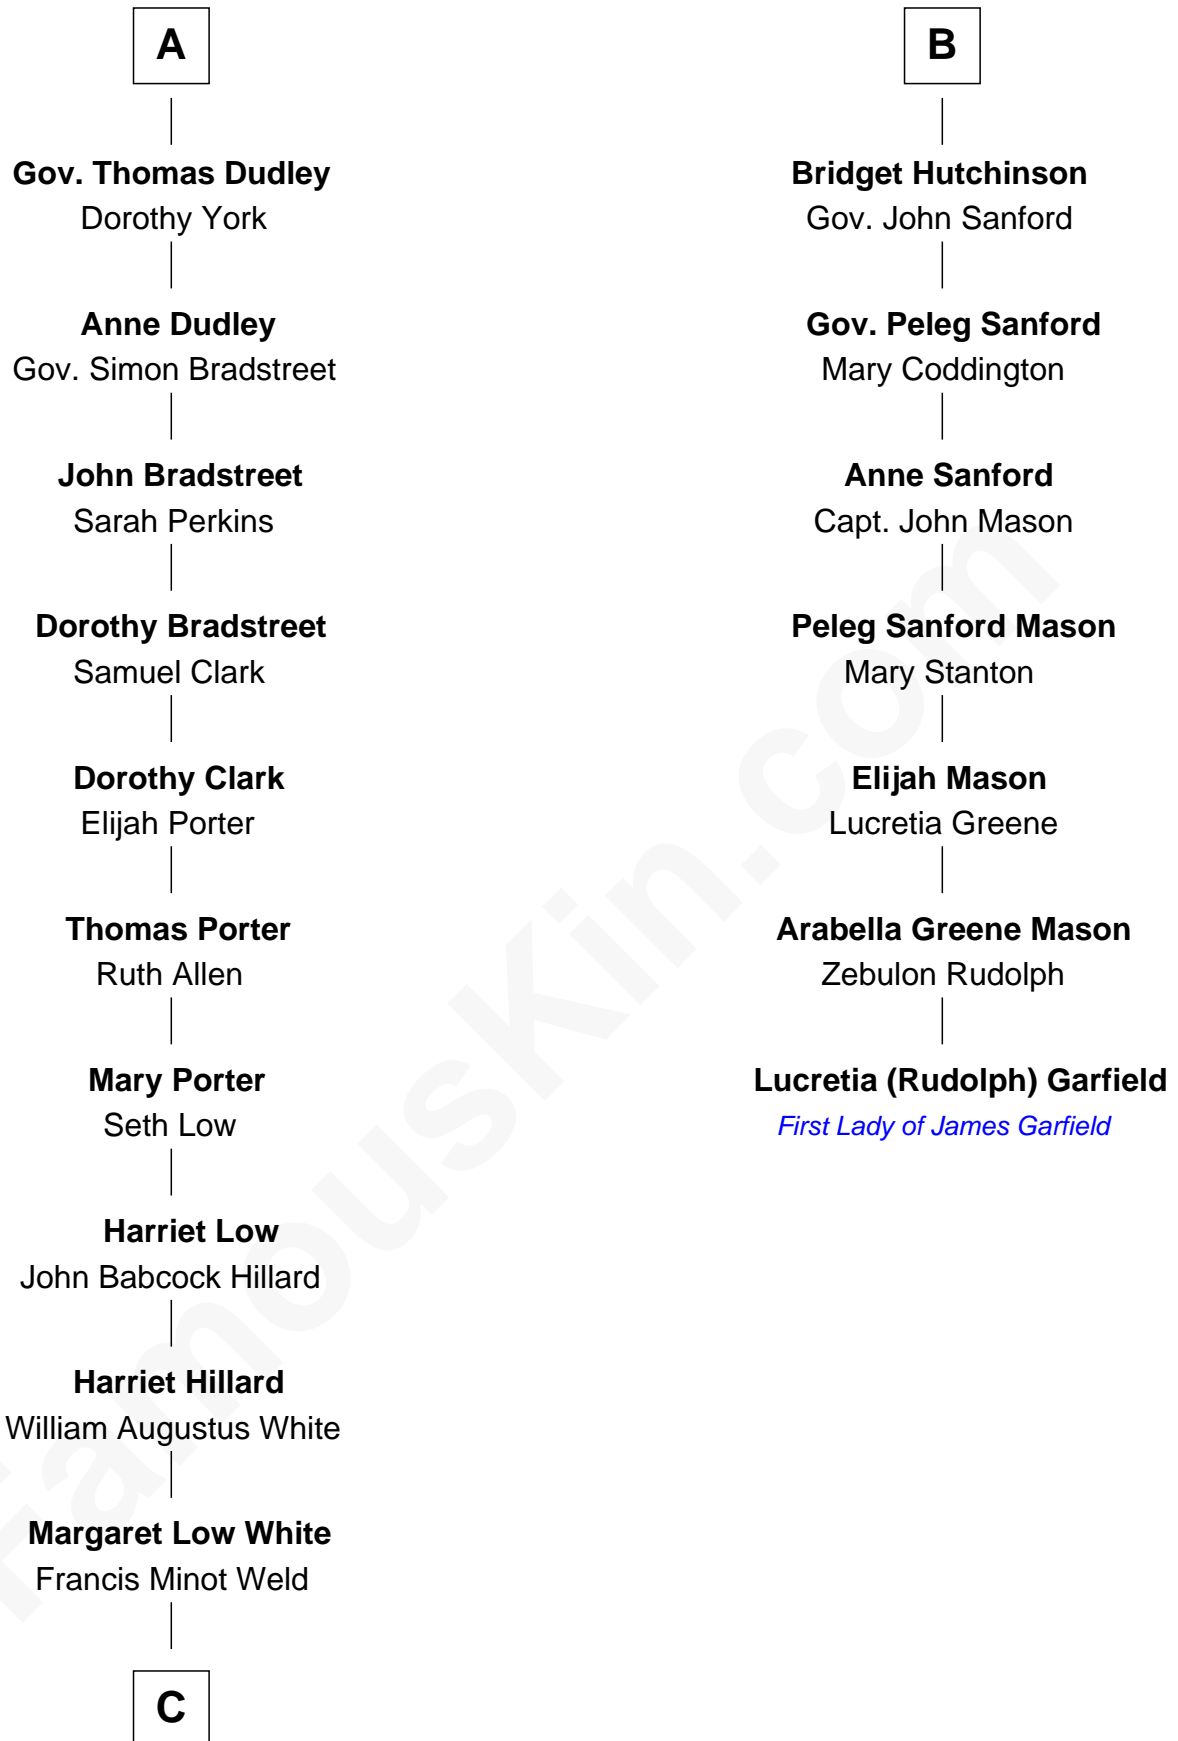 A
Gov. Thomas Dudley
Dorothy York
Anne Dudley
Gov. Simon Bradstreet
John Bradstreet
Sarah Perkins
Dorothy Bradstreet
Samuel Clark
Dorothy Clark
Elijah Porter
Thomas Porter
Ruth Allen
Mary Porter
Seth Low
Harriet Low
John Babcock Hillard
Harriet Hillard
William Augustus White
Margaret Low White
Francis Minot Weld
C
B
Bridget Hutchinson
Gov. John Sanford
Gov. Peleg Sanford
Mary Coddington
Anne Sanford
Capt. John Mason
Peleg Sanford Mason
Mary Stanton
Elijah Mason
Lucretia Greene
Arabella Greene Mason
Zebulon Rudolph
Lucretia (Rudolph) Garfield
First Lady of James Garfield
FamousKin.com